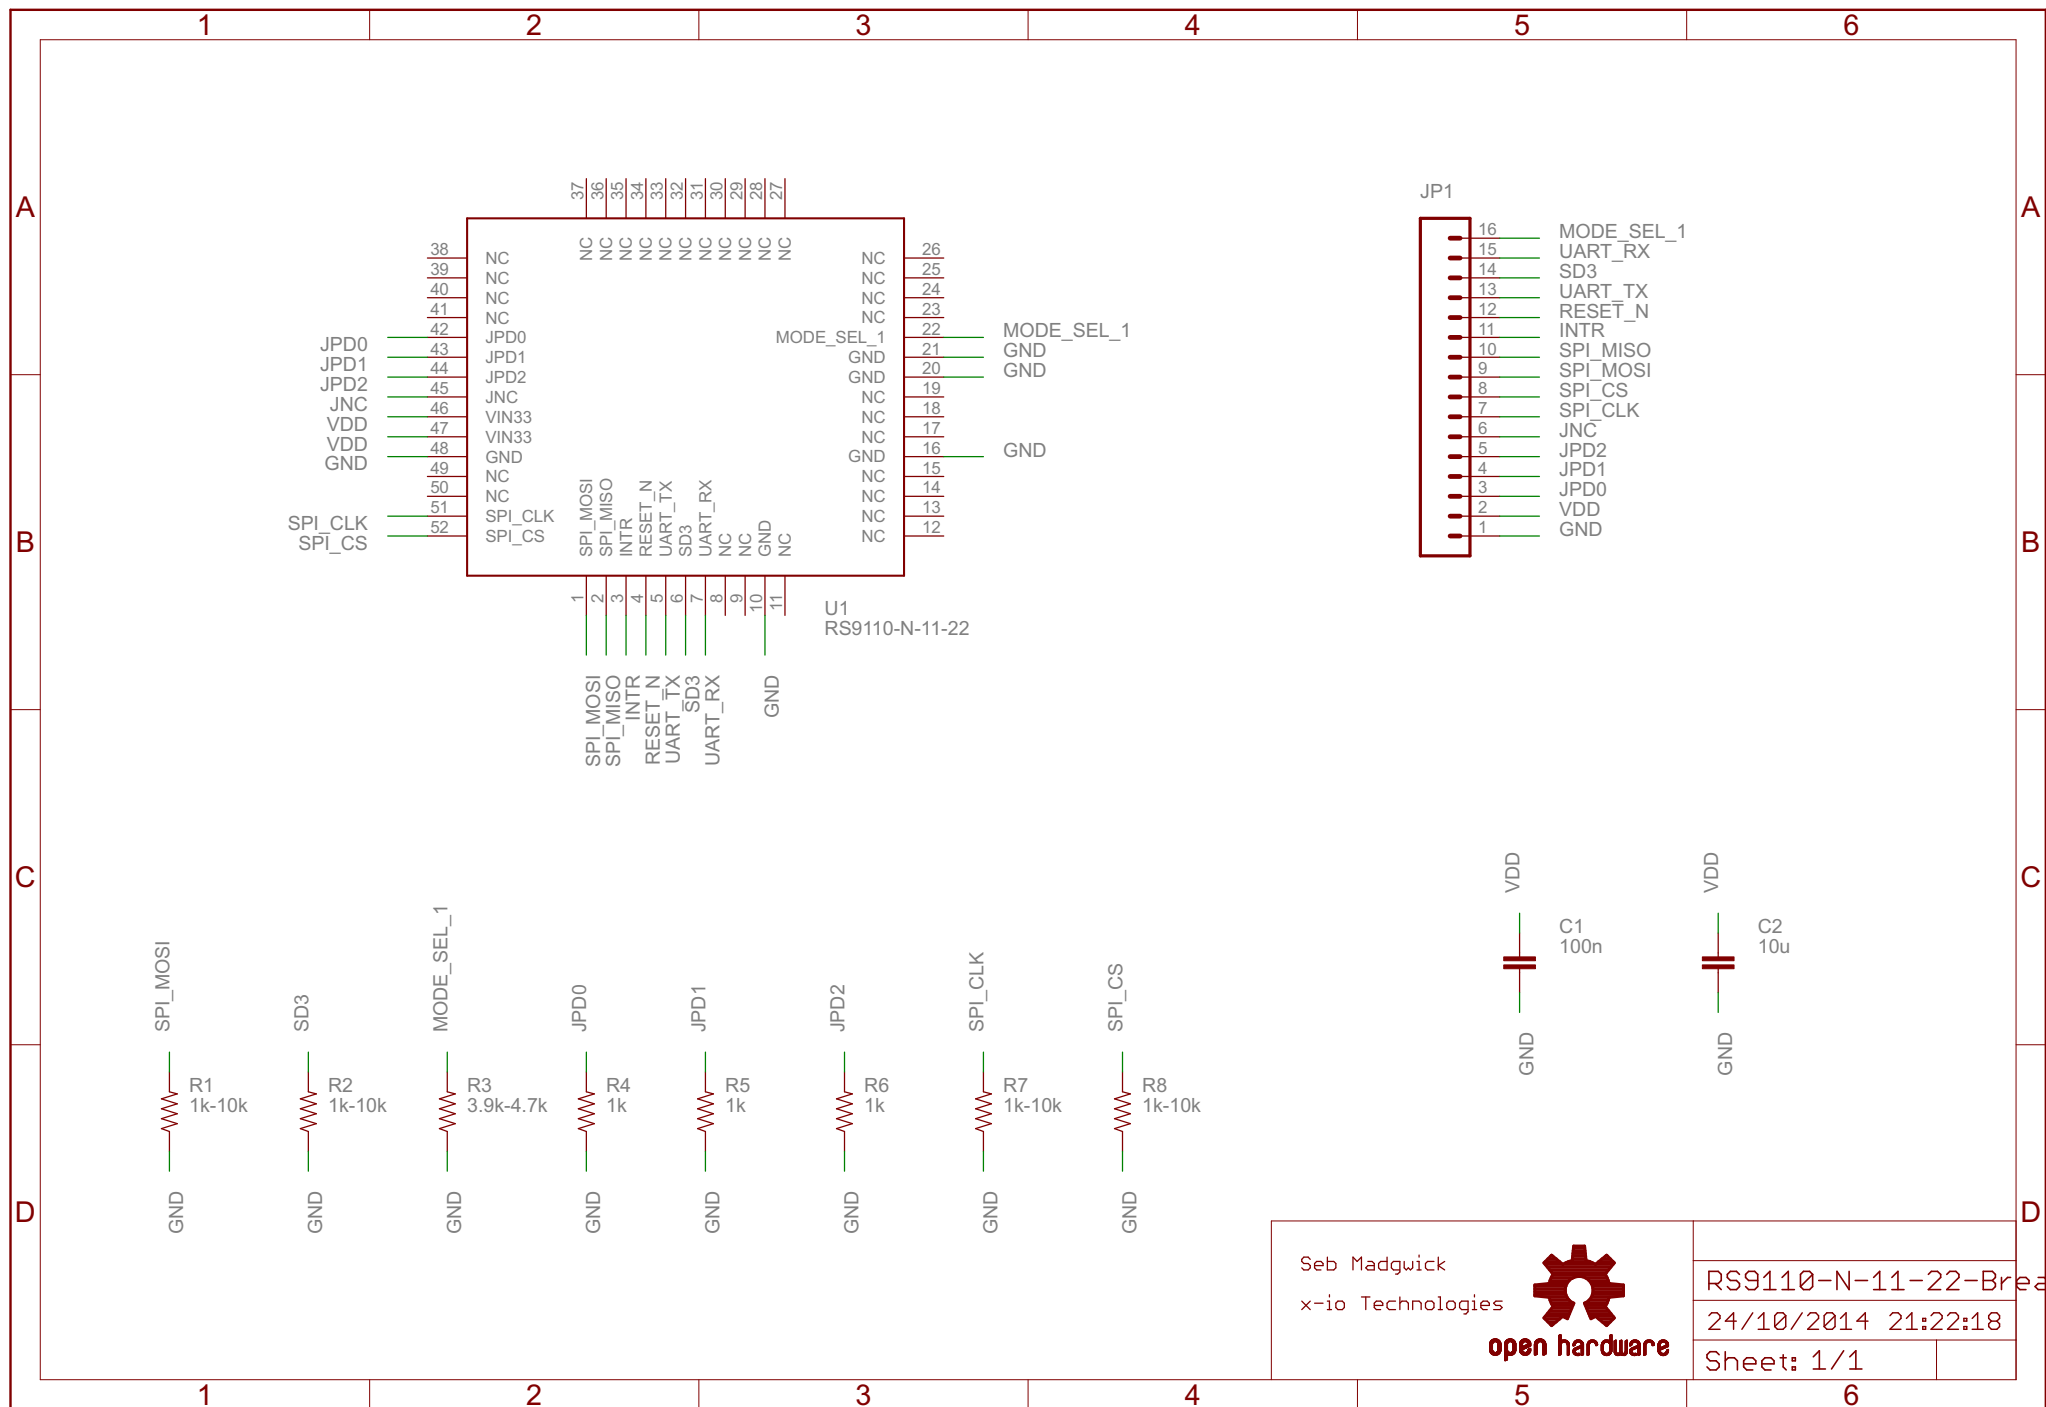 1 2 3 4 5 6
A A
B B
C C
D D
1 2 3 4 5 6
37 36 35 34 33 32 31 30 29 28 27
NC NC NC NC NC NC NC NC NC NC NC
38 NC
39 NC
40 NC
41 NC
JPD0 42 JPD0
JPD1 43 JPD1
JPD2 44 JPD2
JNC 45 JNC
VDD 46 VIN33
VDD 47 VIN33
GND 48 GND
49 NC
50 NC
SPI_CLK 51 SPI_CLK
SPI_CS 52 SPI_CS
NC 26
NC 25
NC 24
NC 23
MODE_SEL_1 22 MODE_SEL_1
GND 21 GND
GND 20 GND
NC 19
NC 18
NC 17
GND 16 GND
NC 15
NC 14
NC 13
NC 12
SPI_MOSI 1 SPI_MOSI
SPI_MISO 2 SPI_MISO
INTR 3 INTR
RESET_N 4 RESET_N
UART_TX 5 UART_TX
SD3 6 SD3
UART_RX 7 UART_RX
NC 8
NC 9
GND 10 GND
NC 11
U1
RS9110-N-11-22
JP1
16 MODE_SEL_1
15 UART_RX
14 SD3
13 UART_TX
12 RESET_N
11 INTR
10 SPI_MISO
9 SPI_MOSI
8 SPI_CS
7 SPI_CLK
6 JNC
5 JPD2
4 JPD1
3 JPD0
2 VDD
1 GND
SPI_MOSI
R1
1k-10k
GND
SD3
R2
1k-10k
GND
MODE_SEL_1
R3
3.9k-4.7k
GND
JPD0
R4
1k
GND
JPD1
R5
1k
GND
JPD2
R6
1k
GND
SPI_CLK
R7
1k-10k
GND
SPI_CS
R8
1k-10k
GND
VDD
C1
100n
GND
VDD
C2
10u
GND
Seb Madgwick
x-io Technologies
open hardware
RS9110-N-11-22-Brea
24/10/2014 21:22:18
Sheet: 1/1